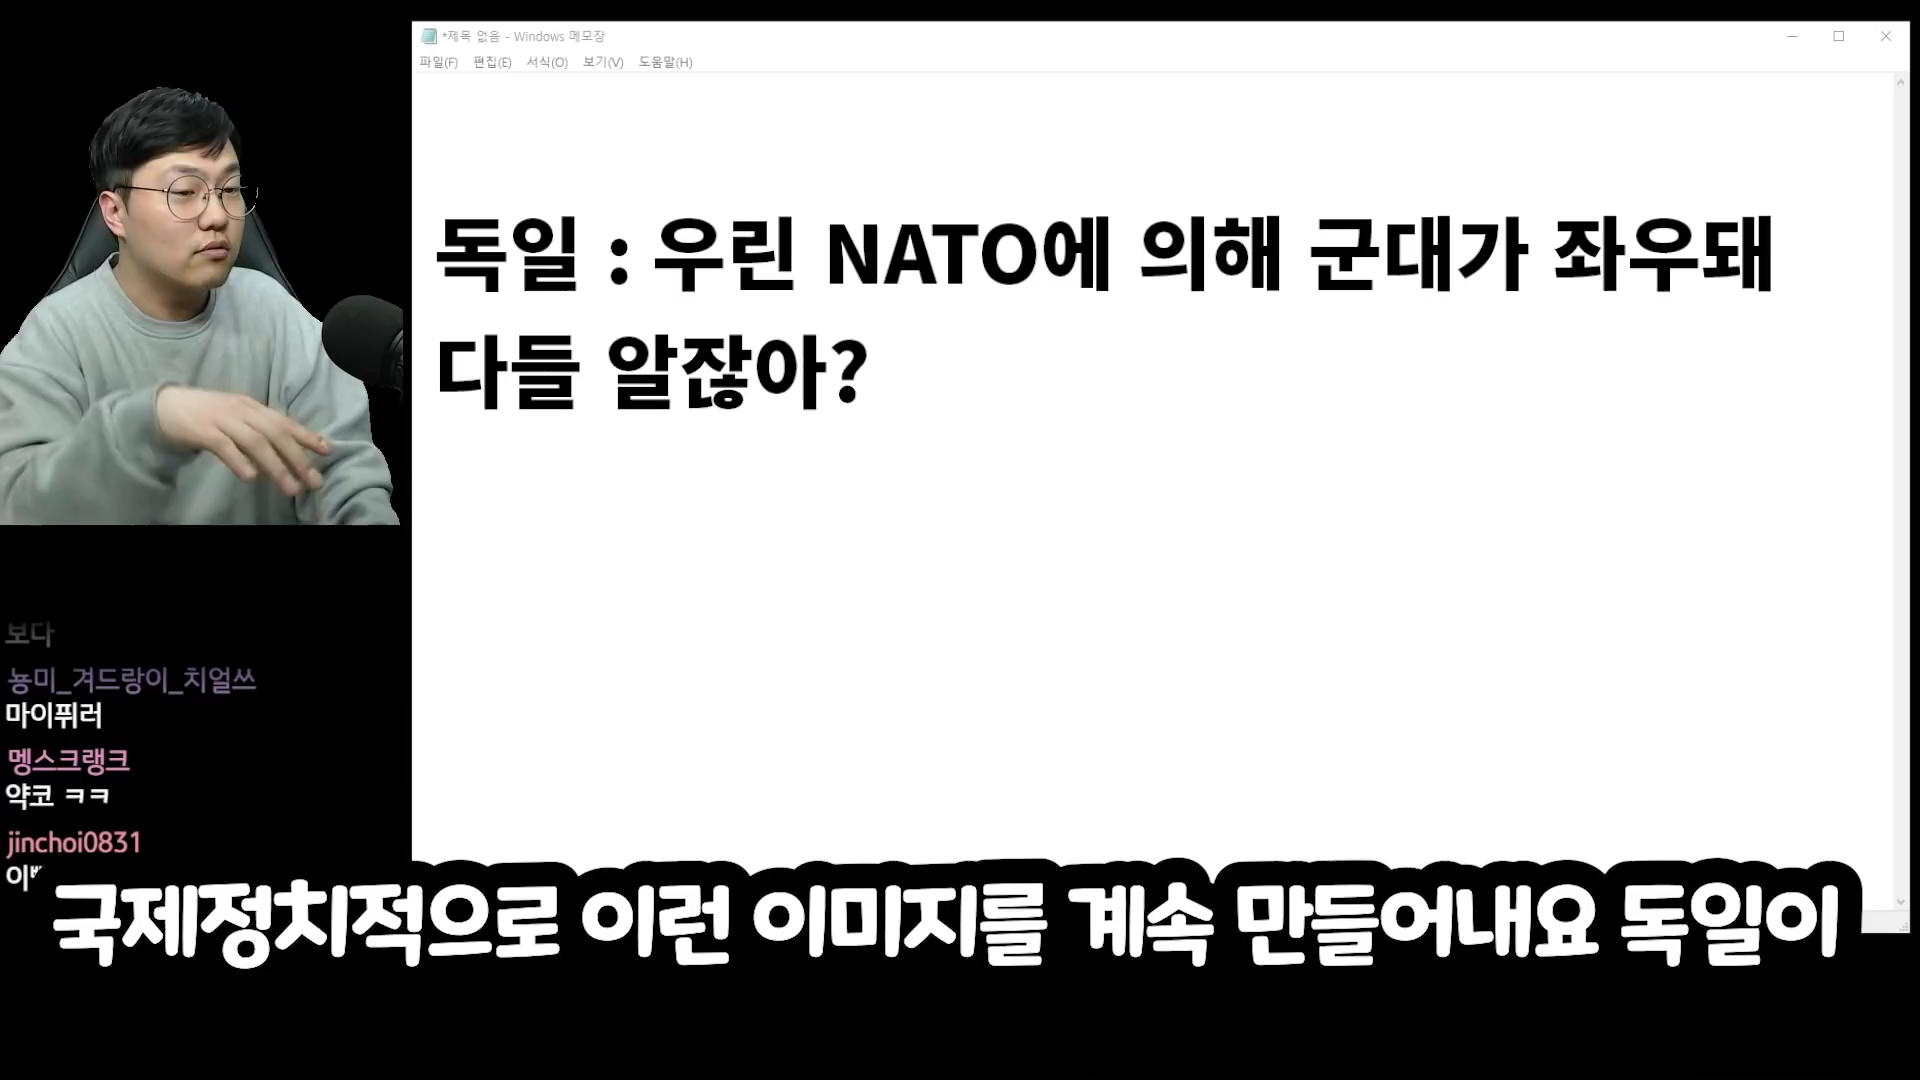 *제목 없음 - Windows 메모장
파일(F) 편집(E) 서식(O) 보기(V) 도움말(H)
독일 : 우린 NATO에 의해 군대가 좌우돼
다들 알잖아?
보다
뇽미_겨드랑이_치얼쓰
마이퓌러
멩스크랭크
약코 ㅋㅋ
jinchoi0831
국제정치적으로 이런 이미지를 계속 만들어내요 독일이